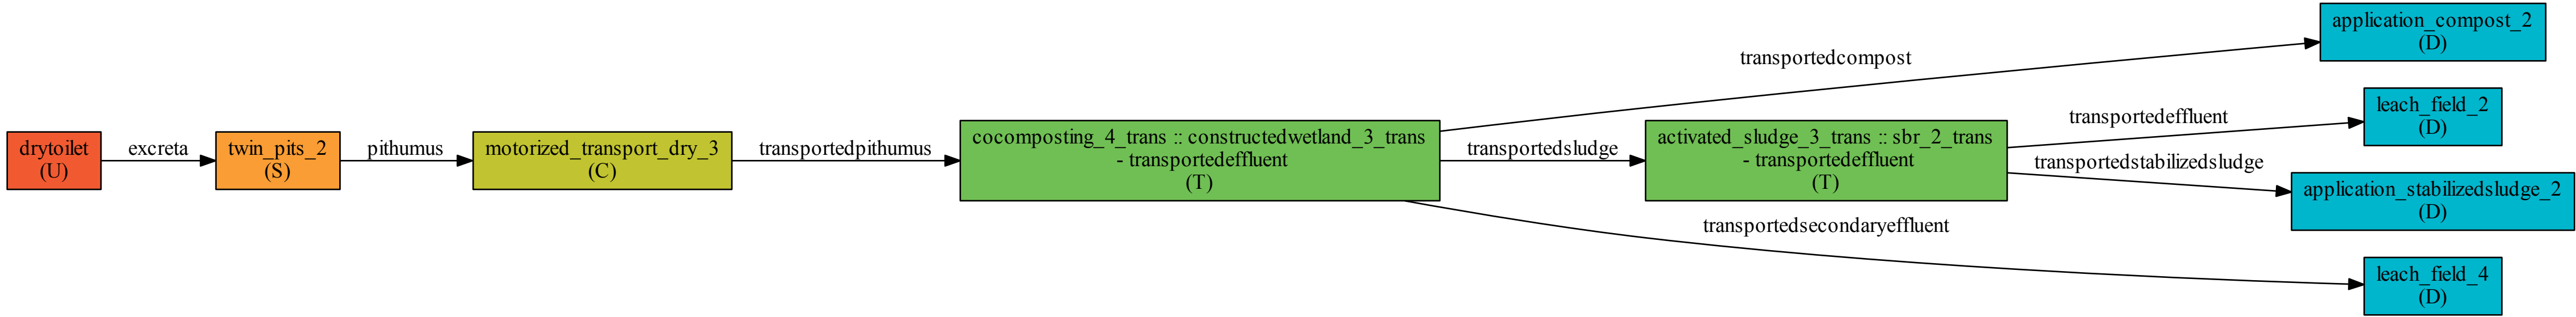 drytoilet
(U)
excreta
twin_pits_2
(S)
pithumus
motorized_transport_dry_3
(C)
transportedpithumus
cocomposting_4_trans :: constructedwetland_3_trans
- transportedeffluent
(T)
transportedcompost
transportedsludge
transportedsecondaryeffluent
activated_sludge_3_trans :: sbr_2_trans
- transportedeffluent
(T)
transportedeffluent
transportedstabilizedsludge
application_compost_2
(D)
leach_field_2
(D)
application_stabilizedsludge_2
(D)
leach_field_4
(D)